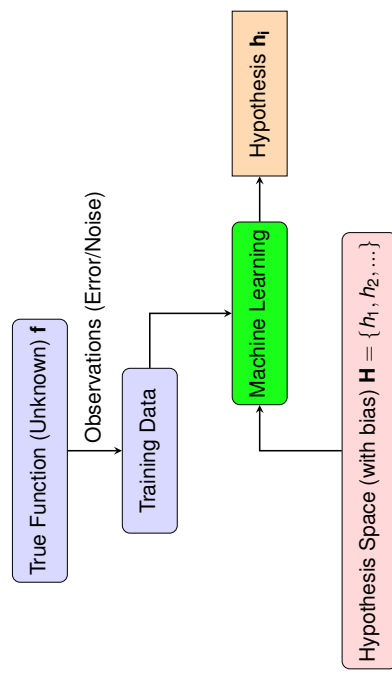 True Function (Unknown) f
Observations (Error/Noise)
Training Data
Machine Learning
Hypothesis hᵢ
Hypothesis Space (with bias) H = {h₁, h₂, ...}